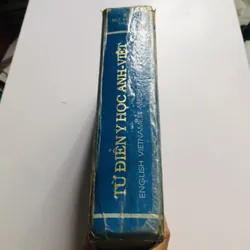 TỪ ĐIỂN Y HỌC ANH-VIỆT
ENGLISH VIETNAMESE